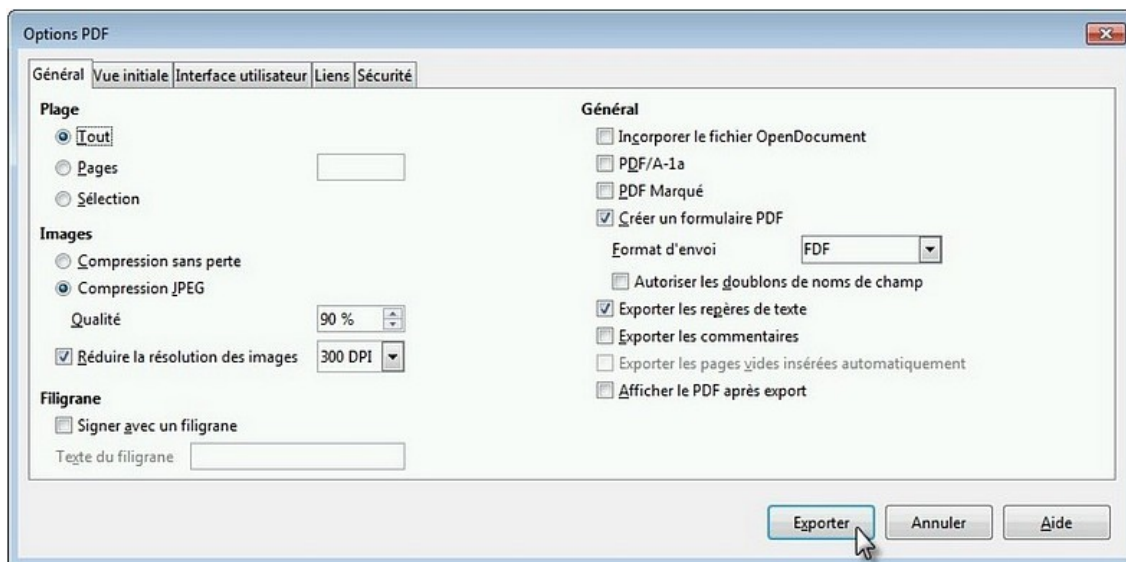 Options PDF
Général Vue initiale Interface utilisateur Liens Sécurité
Plage
Tout
Pages
Sélection
Images
Compression sans perte
Compression JPEG
Qualité 90 %
Réduire la résolution des images 300 DPI
Filigrane
Signer avec un filigrane
Texte du filigrane
Général
Incorporer le fichier OpenDocument
PDF/A-1a
PDF Marqué
Créer un formulaire PDF
Format d'envoi FDF
Autoriser les doublons de noms de champ
Exporter les repères de texte
Exporter les commentaires
Exporter les pages vides insérées automatiquement
Afficher le PDF après export
Exporter Annuler Aide